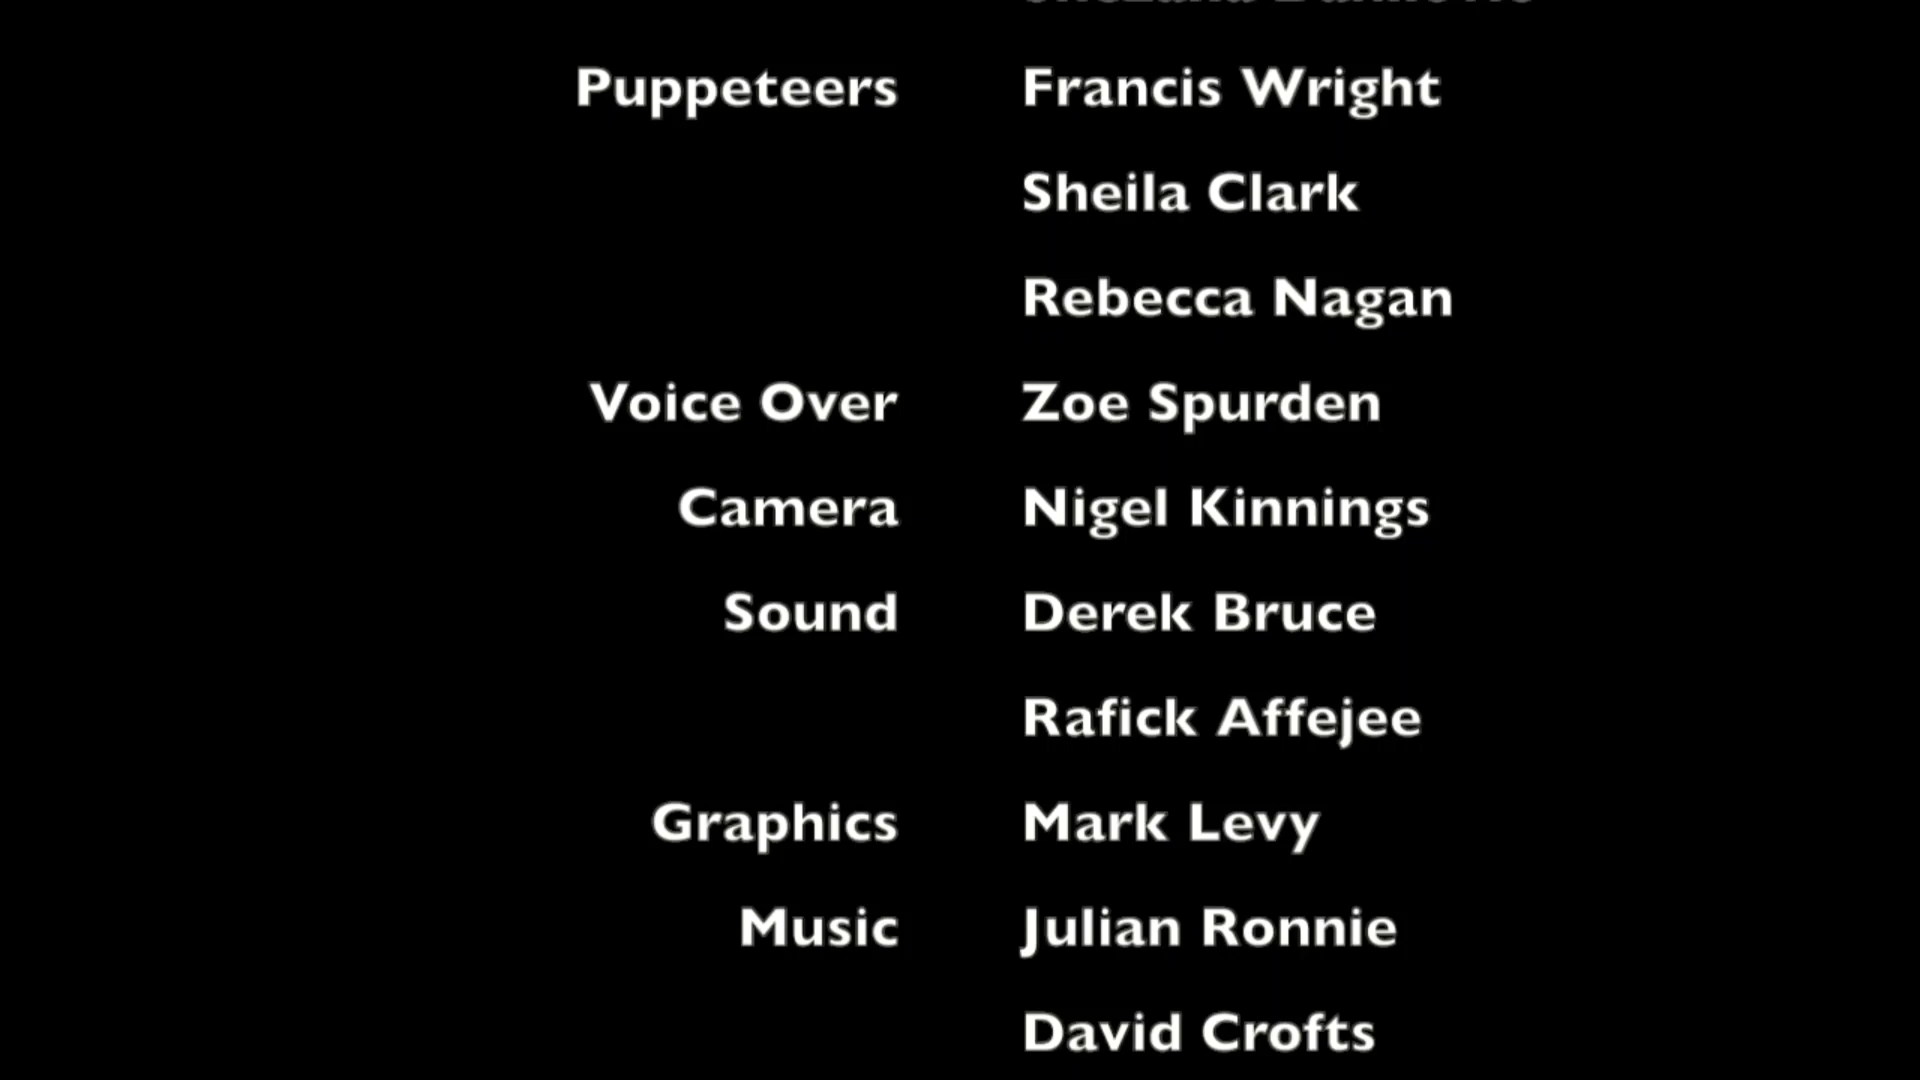 Puppeteers Francis Wright
Sheila Clark
Rebecca Nagan
Voice Over Zoe Spurden
Camera Nigel Kinnings
Sound Derek Bruce
Rafick Affejee
Graphics Mark Levy
Music Julian Ronnie
David Crofts